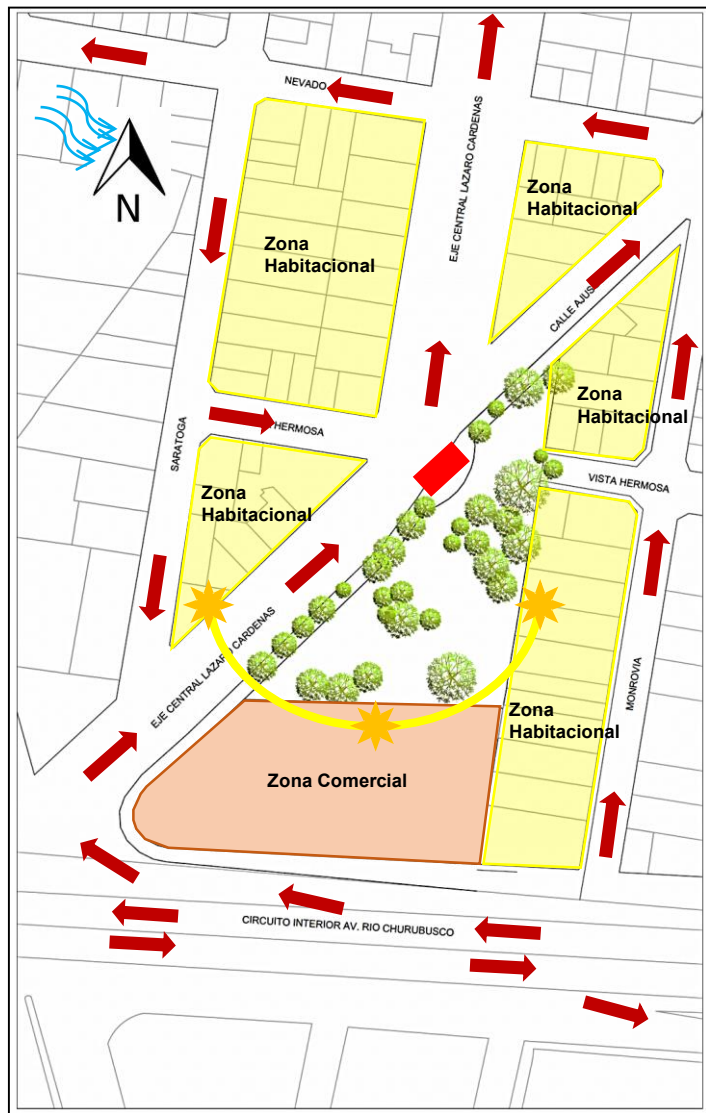 NEVADO
EJE CENTRAL LAZARO CARDENAS
N
Zona
Habitacional
Zona
Habitacional
CALLE AJUS
Zona
Habitacional
HERMOSA
SARATOGA
Zona
Habitacional
VISTA HERMOSA
EJE CENTRAL LAZARO CARDENAS
Zona
Habitacional
MONROVIA
Zona Comercial
CIRCUITO INTERIOR AV. RIO CHURUBUSCO